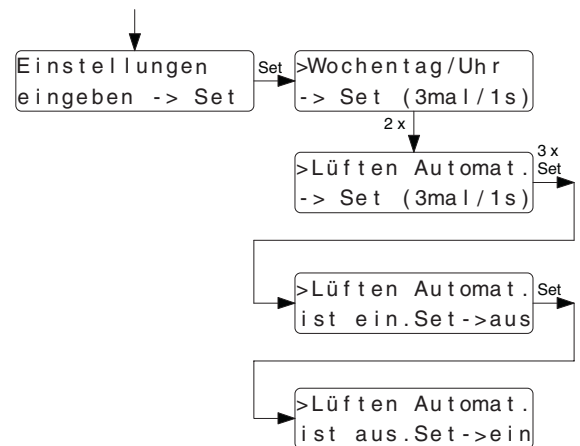 Einstellungen
eingeben -> Set
Set
>Wochentag/Uhr
-> Set (3mal/1s)
2 x
>Lüften Automat.
-> Set (3mal/1s)
3 x
Set
>Lüften Automat.
ist ein.Set->aus
Set
>Lüften Automat.
ist aus.Set->ein